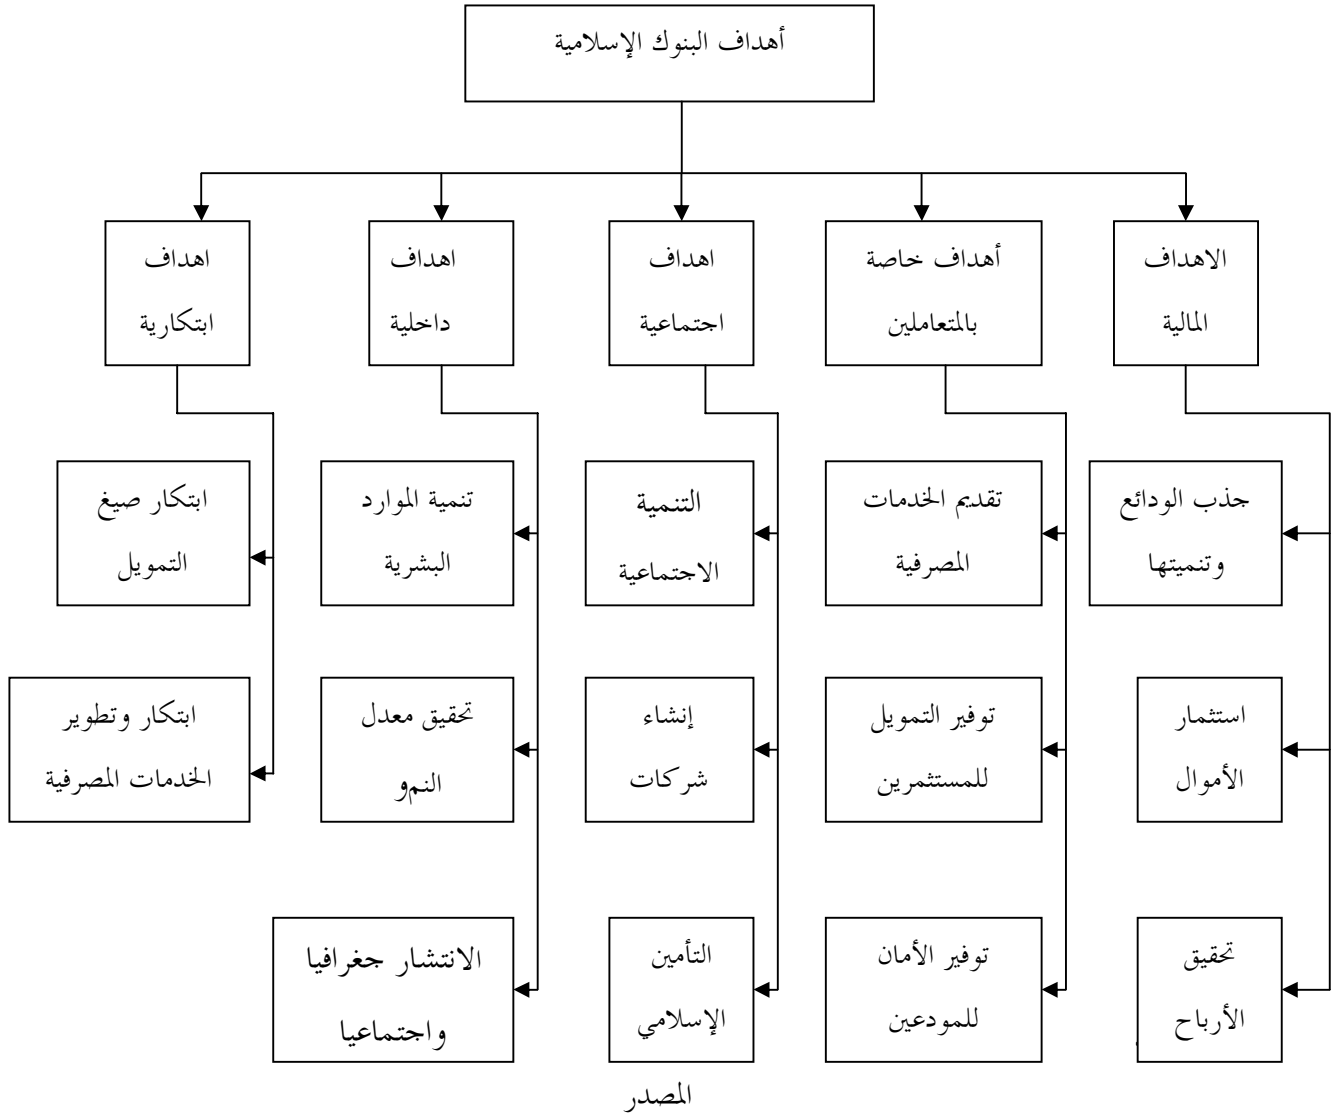 أهداف البنوك الإسلامية
الاهداف
المالية
أهداف خاصة
بالمتعاملين
اهداف
اجتماعية
اهداف
داخلية
اهداف
ابتكارية
جذب الودائع
وتنميتها
تقديم الخدمات
المصرفية
التنمية
الاجتماعية
تنمية الموارد
البشرية
ابتكار صيغ
التمويل
استثمار
الأموال
توفير التمويل
للمستثمرين
إنشاء
شركات
تحقيق معدل
النمو
ابتكار وتطوير
الخدمات المصرفية
تحقيق
الأرباح
توفير الأمان
للمودعين
التأمين
الإسلامي
الانتشار جغرافيا
واجتماعيا
المصدر